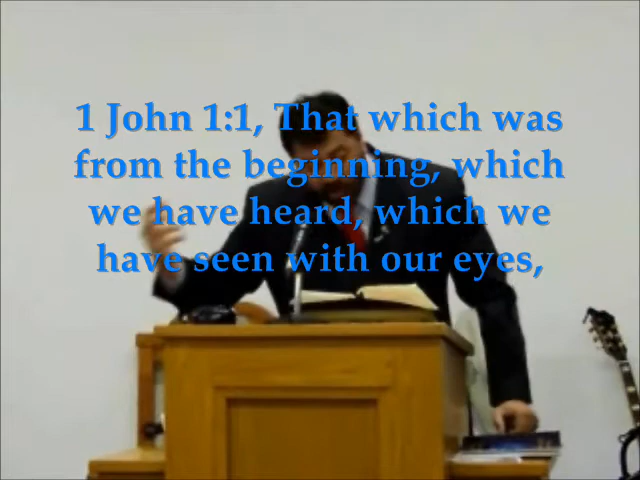 1 John 1:1, That which was
from the beginning, which
we have heard, which we
have seen with our eyes,